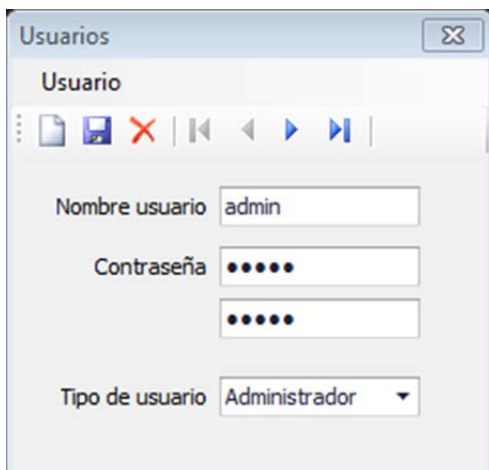 Usuarios
Usuario
Nombre usuario admin
Contraseña •••••
•••••
Tipo de usuario Administrador